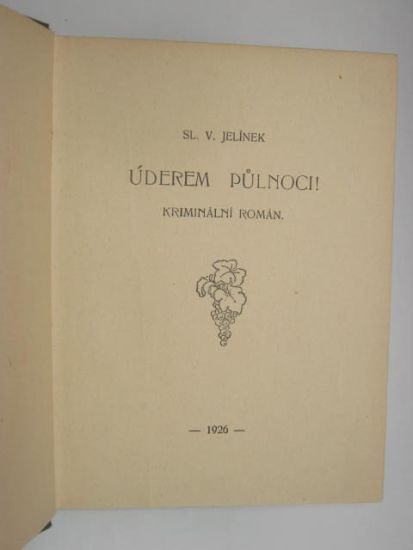 SL. V. JELÍNEK
ÚDEREM PŮLNOCI!
KRIMINÁLNÍ ROMÁN.
— 1926 —